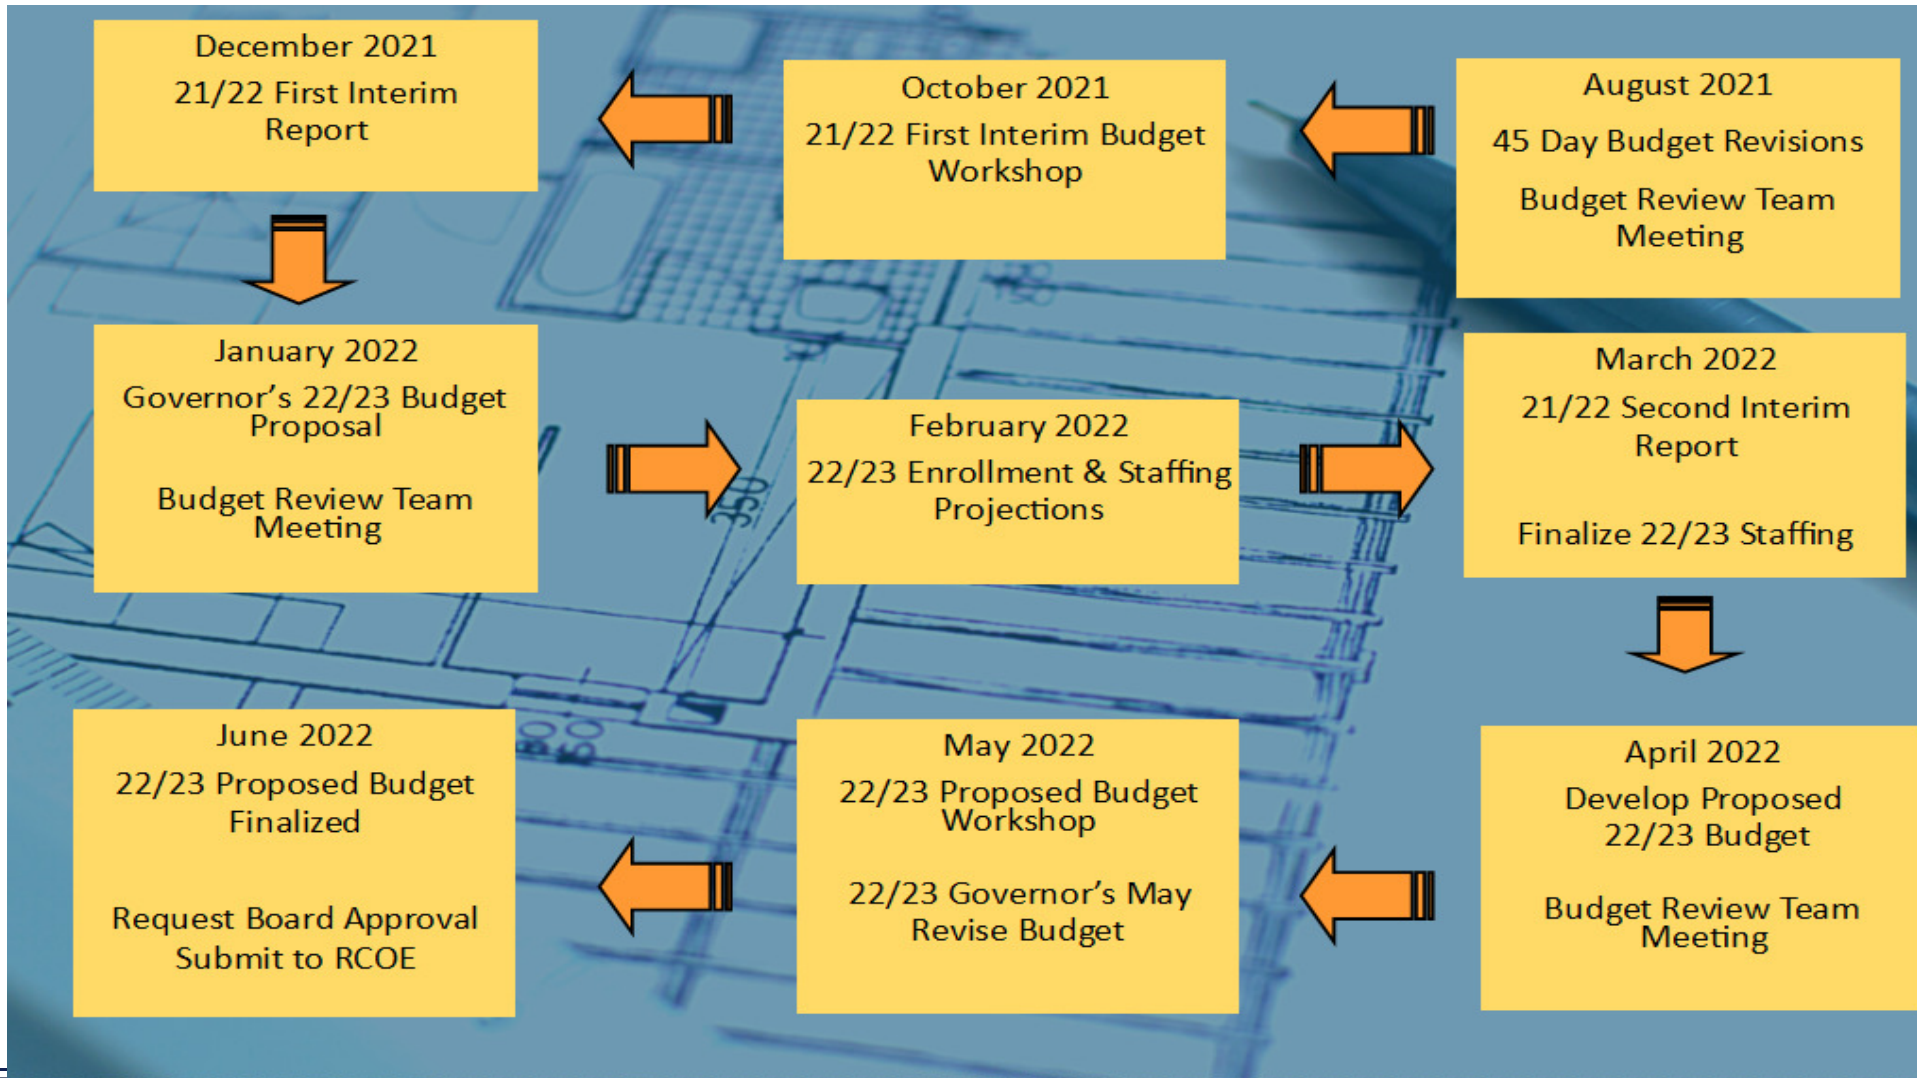 December 2021
21/22 First Interim
Report
October 2021
21/22 First Interim Budget
Workshop
August 2021
45 Day Budget Revisions
Budget Review Team
Meeting
January 2022
Governor’s 22/23 Budget
Proposal
Budget Review Team
Meeting
February 2022
22/23 Enrollment & Staffing
Projections
March 2022
21/22 Second Interim
Report
Finalize 22/23 Staffing
350
June 2022
22/23 Proposed Budget
Finalized
Request Board Approval
Submit to RCOE
May 2022
22/23 Proposed Budget
Workshop
22/23 Governor’s May
Revise Budget
April 2022
Develop Proposed
22/23 Budget
Budget Review Team
Meeting